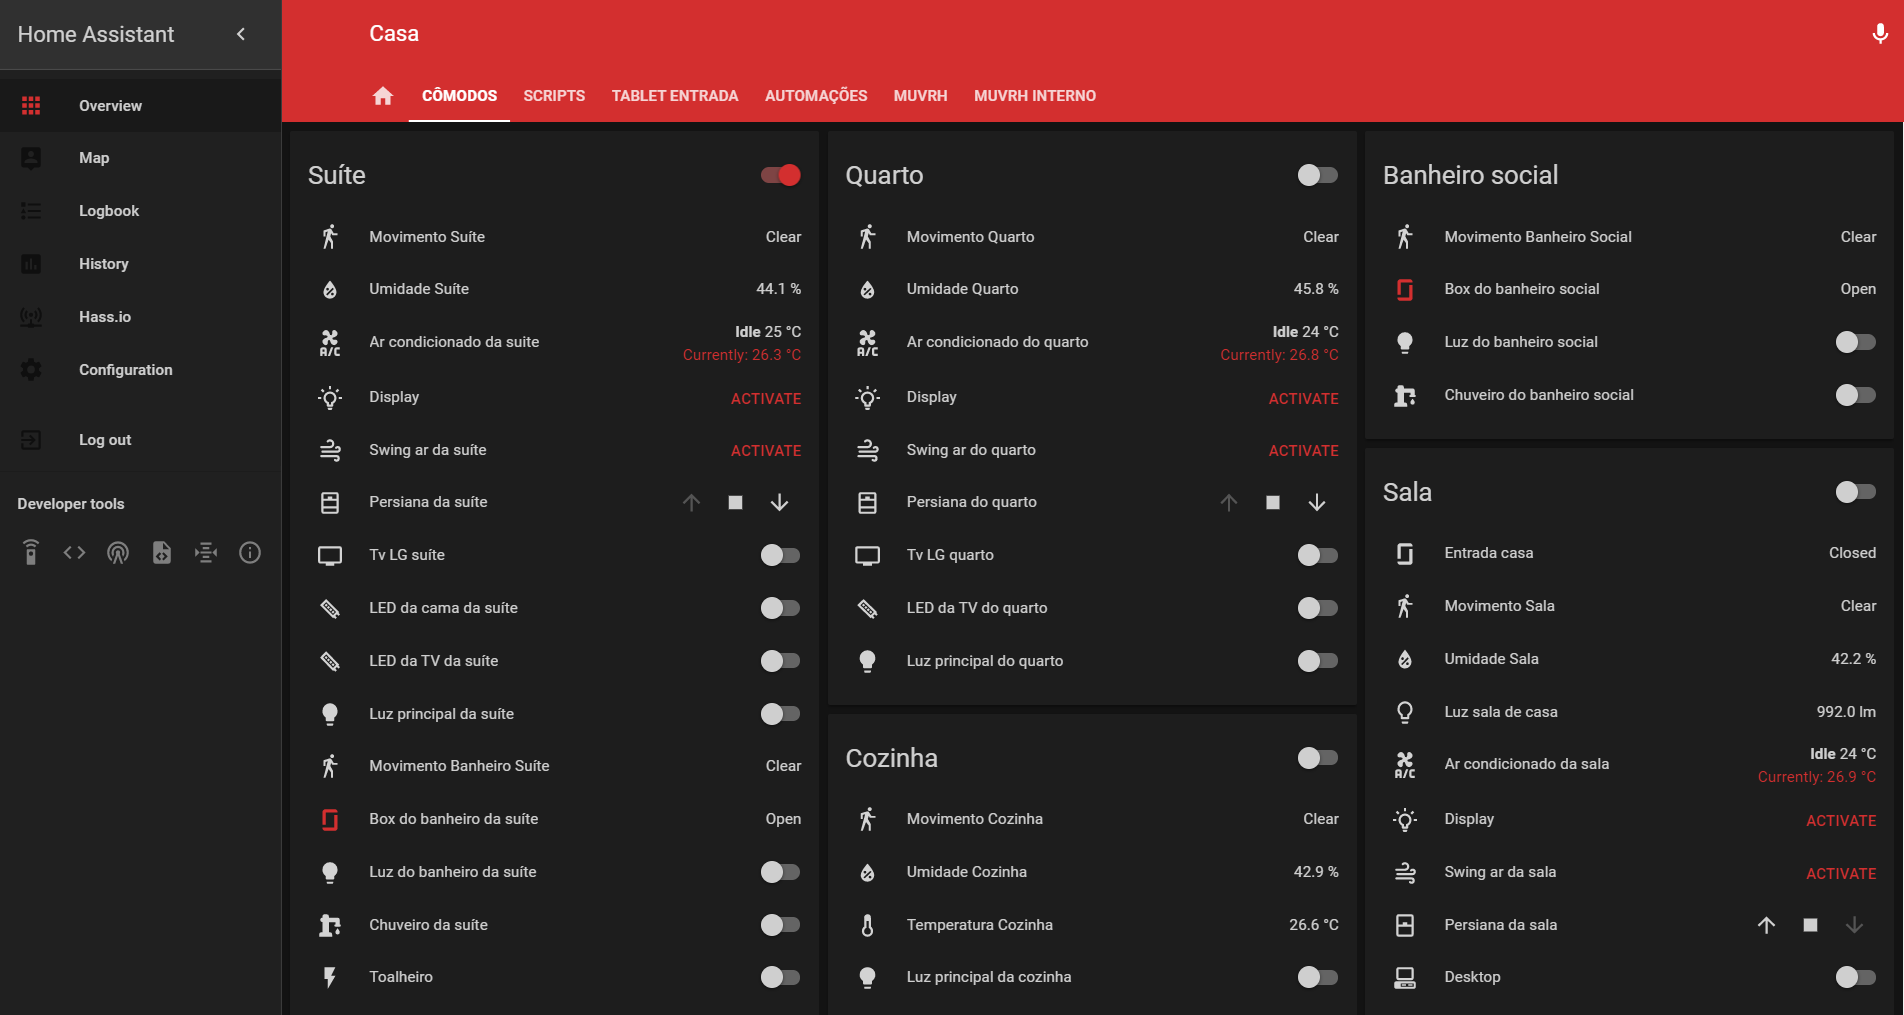 Home Assistant
Overview
Map
Logbook
History
Hass.io
Configuration
Log out
Developer tools
Casa
CÔMODOS SCRIPTS TABLET ENTRADA AUTOMAÇÕES MUVRH MUVRH INTERNO
Suíte
Movimento Suíte Clear
Umidade Suíte 44.1 %
A/C Ar condicionado da suite Idle 25 °C
Currently: 26.3 °C
Display ACTIVATE
Swing ar da suíte ACTIVATE
Persiana da suíte
Tv LG suíte
LED da cama da suíte
LED da TV da suíte
Luz principal da suíte
Movimento Banheiro Suíte Clear
Box do banheiro da suíte Open
Luz do banheiro da suíte
Chuveiro da suíte
Toalheiro
Quarto
Movimento Quarto Clear
Umidade Quarto 45.8 %
A/C Ar condicionado do quarto Idle 24 °C
Currently: 26.8 °C
Display ACTIVATE
Swing ar do quarto ACTIVATE
Persiana do quarto
Tv LG quarto
LED da TV do quarto
Luz principal do quarto
Cozinha
Movimento Cozinha Clear
Umidade Cozinha 42.9 %
Temperatura Cozinha 26.6 °C
Luz principal da cozinha
Banheiro social
Movimento Banheiro Social Clear
Box do banheiro social Open
Luz do banheiro social
Chuveiro do banheiro social
Sala
Entrada casa Closed
Movimento Sala Clear
Umidade Sala 42.2 %
Luz sala de casa 992.0 lm
A/C Ar condicionado da sala Idle 24 °C
Currently: 26.9 °C
Display ACTIVATE
Swing ar da sala ACTIVATE
Persiana da sala
Desktop